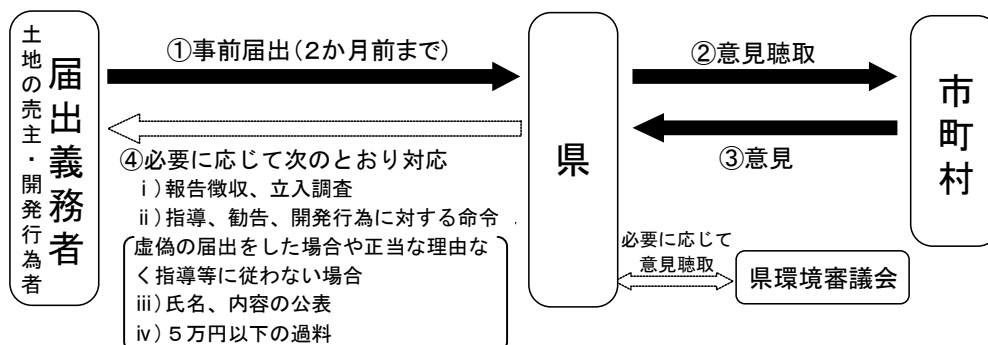 届出義務者
土地の売主・開発行為者
①事前届出（２か月前まで）
④必要に応じて次のとおり対応
ⅰ）報告徴収、立入調査
ⅱ）指導、勧告、開発行為に対する命令
虚偽の届出をした場合や正当な理由な
く指導等に従わない場合
ⅲ）氏名、内容の公表
ⅳ）５万円以下の過料
県
②意見聴取
③意見
市町村
必要に応じて
意見聴取
県環境審議会